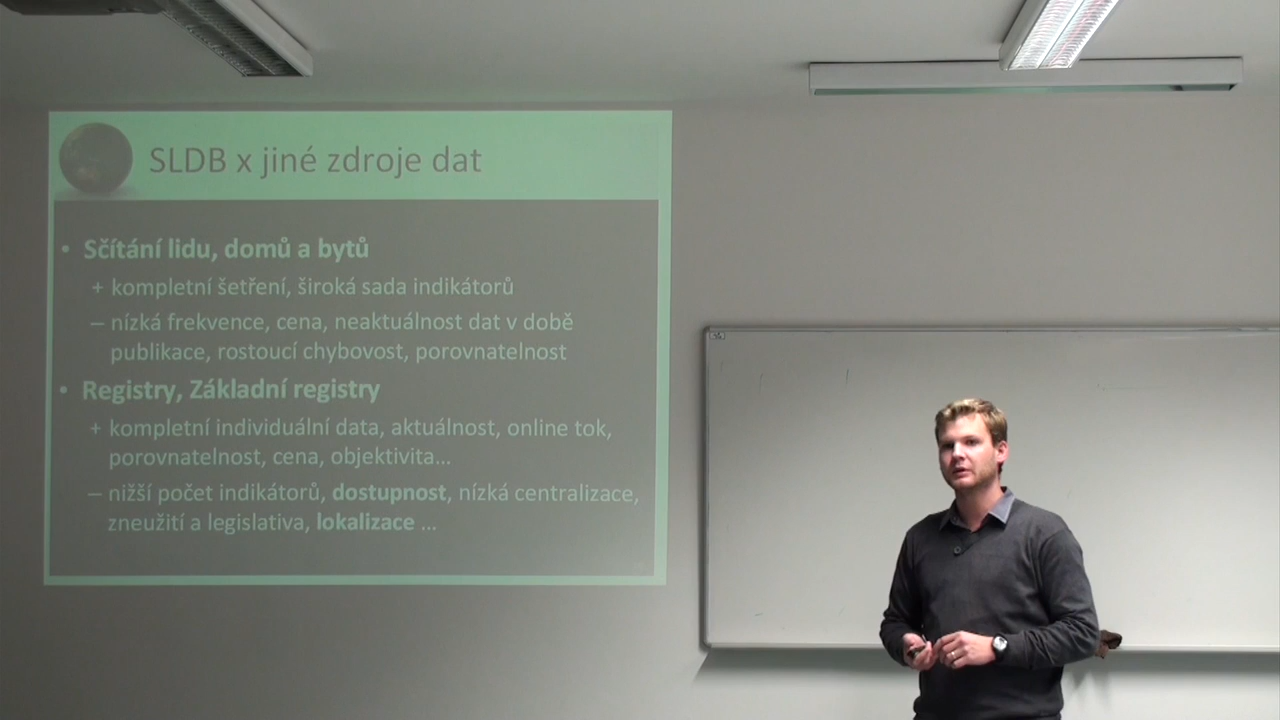 SLDB x jiné zdroje dat
• Sčítání lidu, domů a bytů
+ kompletní šetření, široká sada indikátorů
– nízká frekvence, cena, neaktuálnost dat v době
publikace, rostoucí chybovost, porovnatelnost
• Registry, Základní registry
+ kompletní individuální data, aktuálnost, online tok,
porovnatelnost, cena, objektivita…
– nižší počet indikátorů, dostupnost, nízká centralizace,
zneužití a legislativa, lokalizace …